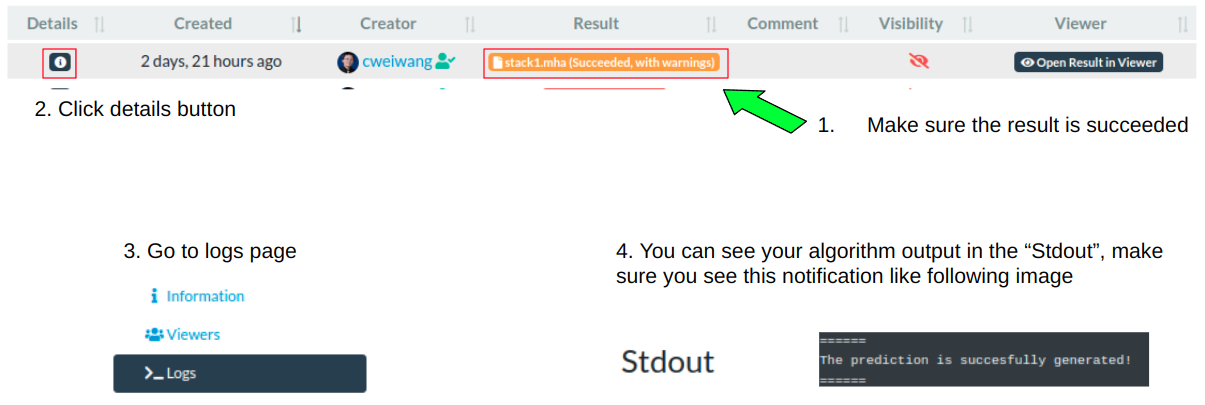 Details Created Creator Result Comment Visibility Viewer
2 days, 21 hours ago cweiwang stack1.mha (Succeeded, with warnings) Open Result in Viewer
2. Click details button
1. Make sure the result is succeeded
3. Go to logs page
Information
Viewers
>_ Logs
4. You can see your algorithm output in the “Stdout”, make
sure you see this notification like following image
Stdout
======
The prediction is succesfully generated!
======